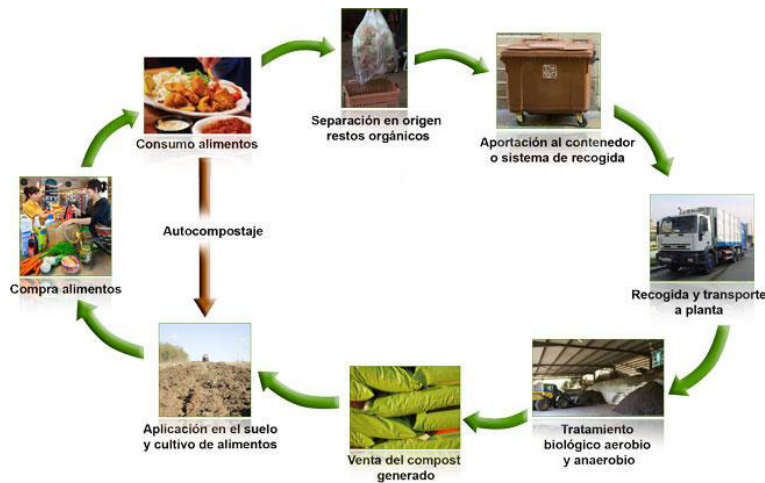 Consumo alimentos
Separación en origen
restos orgánicos
Aportación al contenedor
o sistema de recogida
Recogida y transporte
a planta
Tratamiento
biológico aerobio
y anaerobio
Venta del compost
generado
Aplicación en el suelo
y cultivo de alimentos
Compra alimentos
Autocompostaje